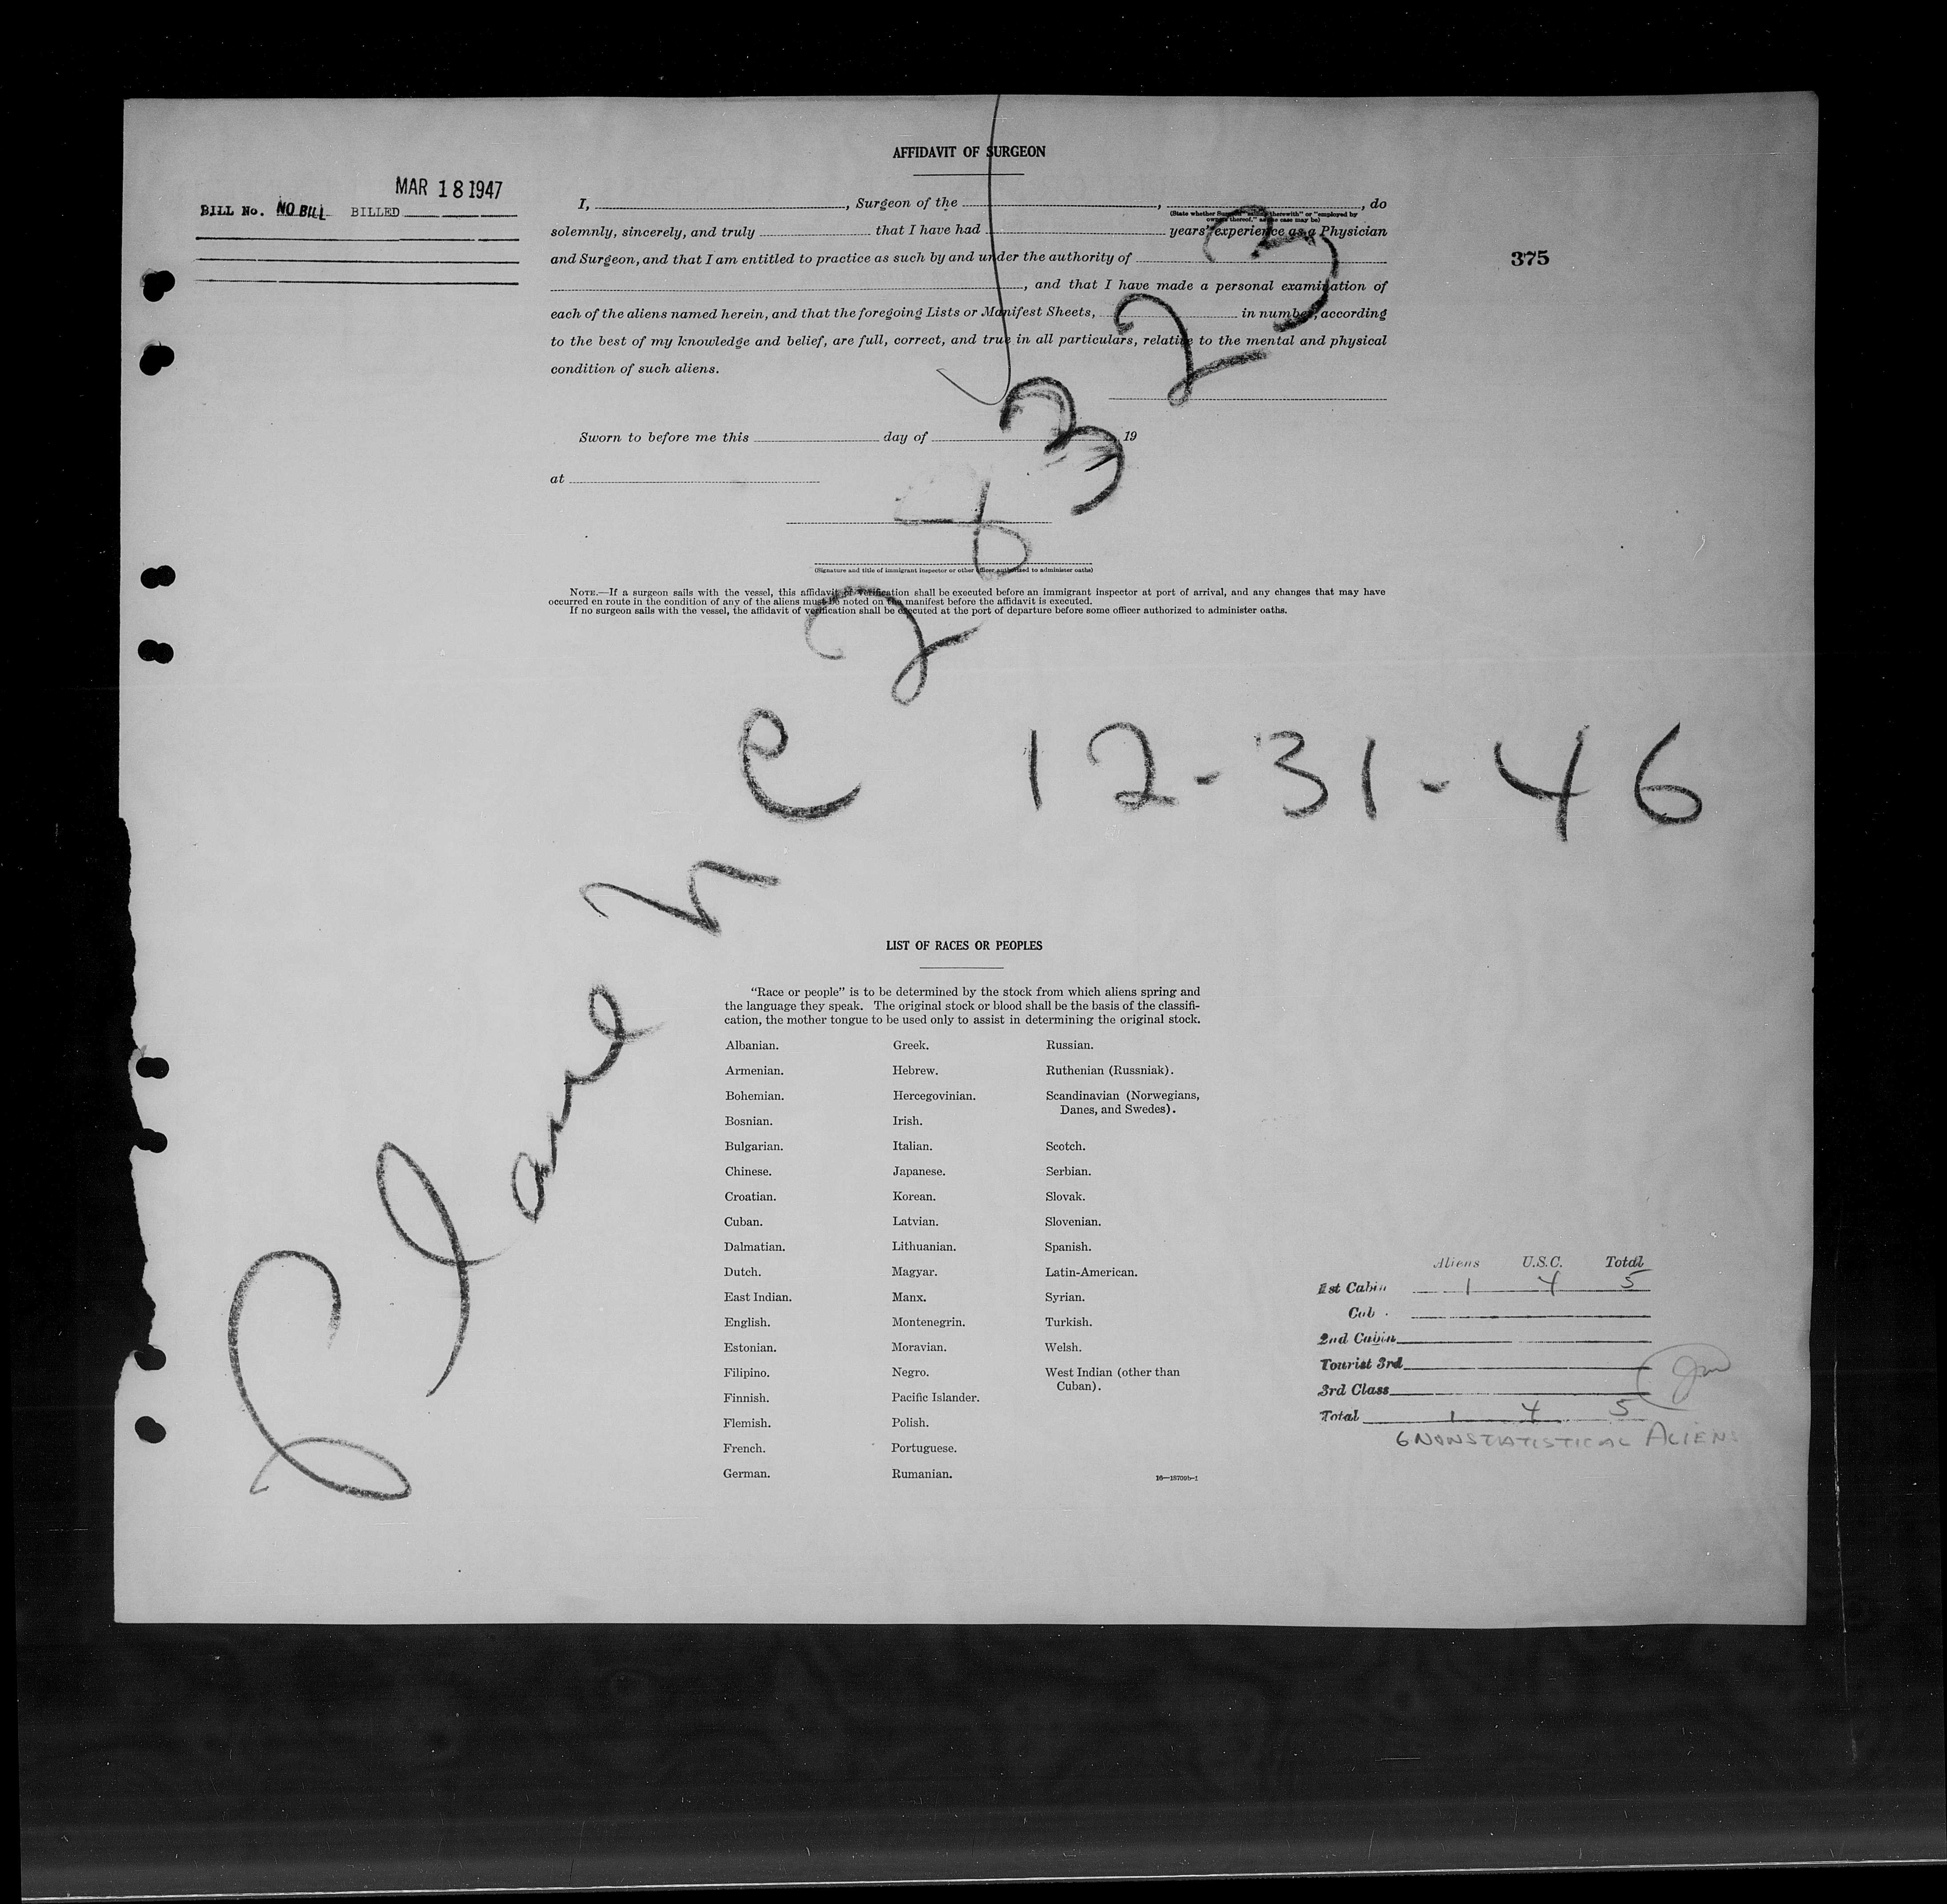 AFFIDAVIT OF SURGEON
MAR 18 1947
BILL No. NO BILL BILLED
I, , Surgeon of the , , do
(State whether Surgeon "sailing therewith" or "employed by
owners thereof," as the case may be)
solemnly, sincerely, and truly that I have had years' experience as a Physician
and Surgeon, and that I am entitled to practice as such by and under the authority of
375
, and that I have made a personal examination of
each of the aliens named herein, and that the foregoing Lists or Manifest Sheets, in number, according
to the best of my knowledge and belief, are full, correct, and true in all particulars, relative to the mental and physical
condition of such aliens.
Sworn to before me this day of , 19
at
(Signature and title of immigrant inspector or other officer authorized to administer oaths)
NOTE.—If a surgeon sails with the vessel, this affidavit of verification shall be executed before an immigrant inspector at port of arrival, and any changes that may have
occurred en route in the condition of any of the aliens must be noted on the manifest before the affidavit is executed.
If no surgeon sails with the vessel, the affidavit of verification shall be executed at the port of departure before some officer authorized to administer oaths.
Plane NC 28323
12-31-46
LIST OF RACES OR PEOPLES
"Race or people" is to be determined by the stock from which aliens spring and
the language they speak. The original stock or blood shall be the basis of the classifi-
cation, the mother tongue to be used only to assist in determining the original stock.
Albanian. Greek. Russian.
Armenian. Hebrew. Ruthenian (Russniak).
Bohemian. Hercegovinian. Scandinavian (Norwegians,
Danes, and Swedes).
Bosnian. Irish.
Bulgarian. Italian. Scotch.
Chinese. Japanese. Serbian.
Croatian. Korean. Slovak.
Cuban. Latvian. Slovenian.
Dalmatian. Lithuanian. Spanish.
Dutch. Magyar. Latin-American.
East Indian. Manx. Syrian.
English. Montenegrin. Turkish.
Estonian. Moravian. Welsh.
Filipino. Negro. West Indian (other than
Cuban).
Finnish. Pacific Islander.
Flemish. Polish.
French. Portuguese.
German. Rumanian.
16—18709b-1
Aliens U.S.C. Total
1st Cabin 1 4 5
Cub.
2nd Cabin
Tourist 3rd
3rd Class
Total 1 4 5
6 NONSTATISTICAL ALIENS